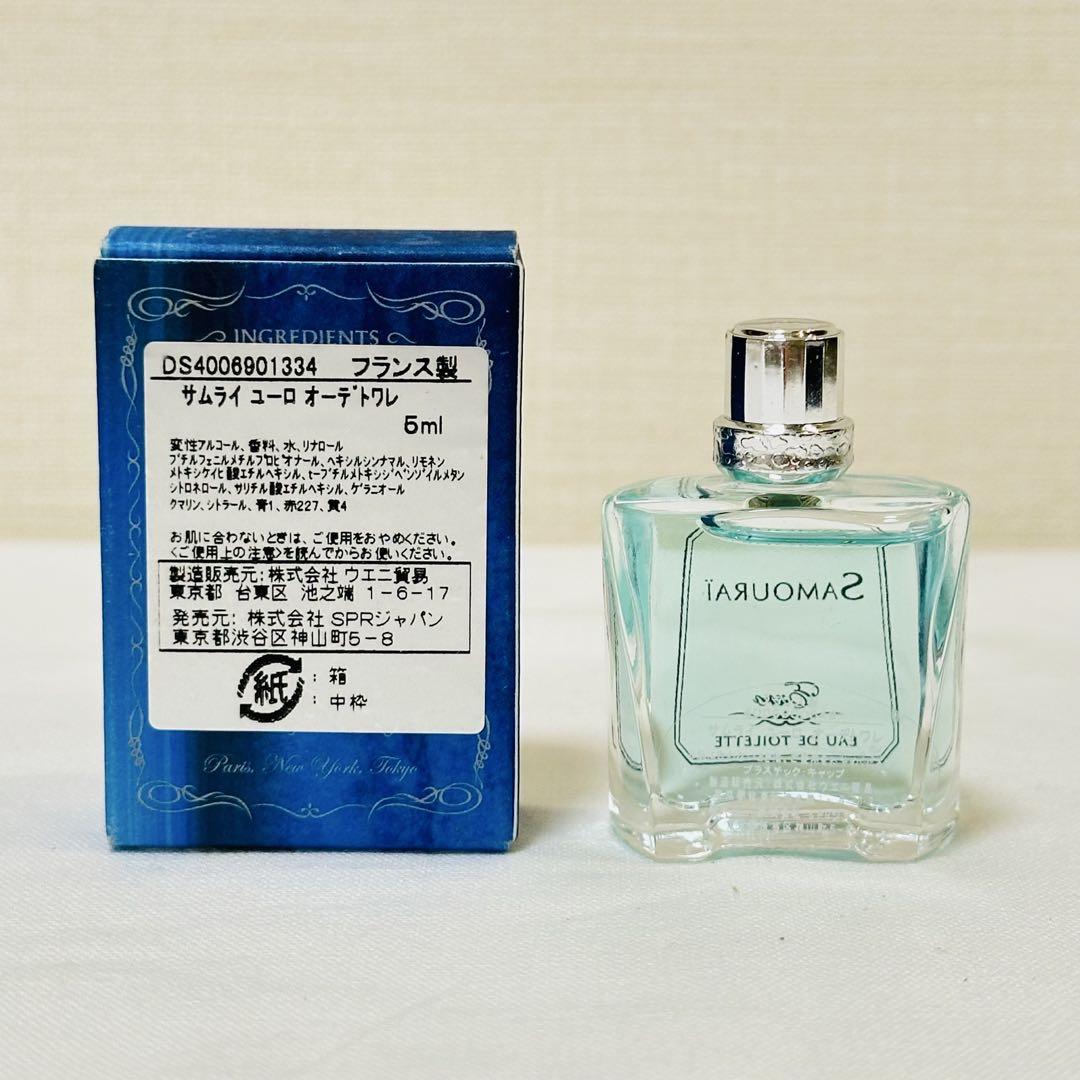 INGREDIENTS
DS4006901334 フランス製
サムライ ユーロ オーデトワレ
5ml
変性アルコール、香料、水、リナロール
ブチルフェニルメチルプロピオナール、ヘキシルシンナマル、リモネン
メトキシケイヒ酸エチルヘキシル、t-ブチルメトキシジベンゾイルメタン
シトロネロール、サリチル酸エチルヘキシル、ゲラニオール
クマリン、シトラール、青1、赤227、黄4
お肌に合わないときは、ご使用をおやめください。
<ご使用上の注意>を読んでからお使いください。
製造販売元:株式会社 ウエニ貿易
東京都 台東区 池之端 1-6-17
発売元:株式会社 SPRジャパン
東京都渋谷区神山町5-8
紙 :箱
:中枠
Paris, New York, Tokyo
SAMOURAÏ
Euro
EAU DE TOILETTE
プラスチック・キャップ